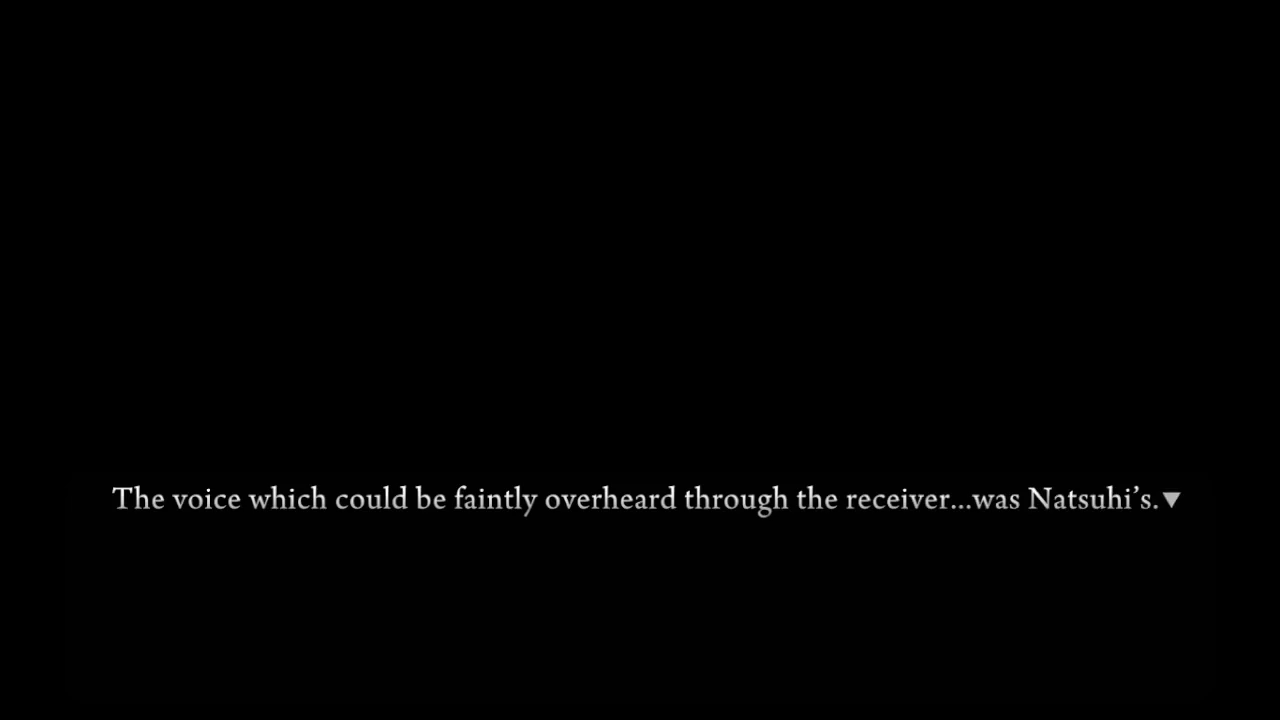 The voice which could be faintly overheard through the receiver...was Natsuhi’s.▼